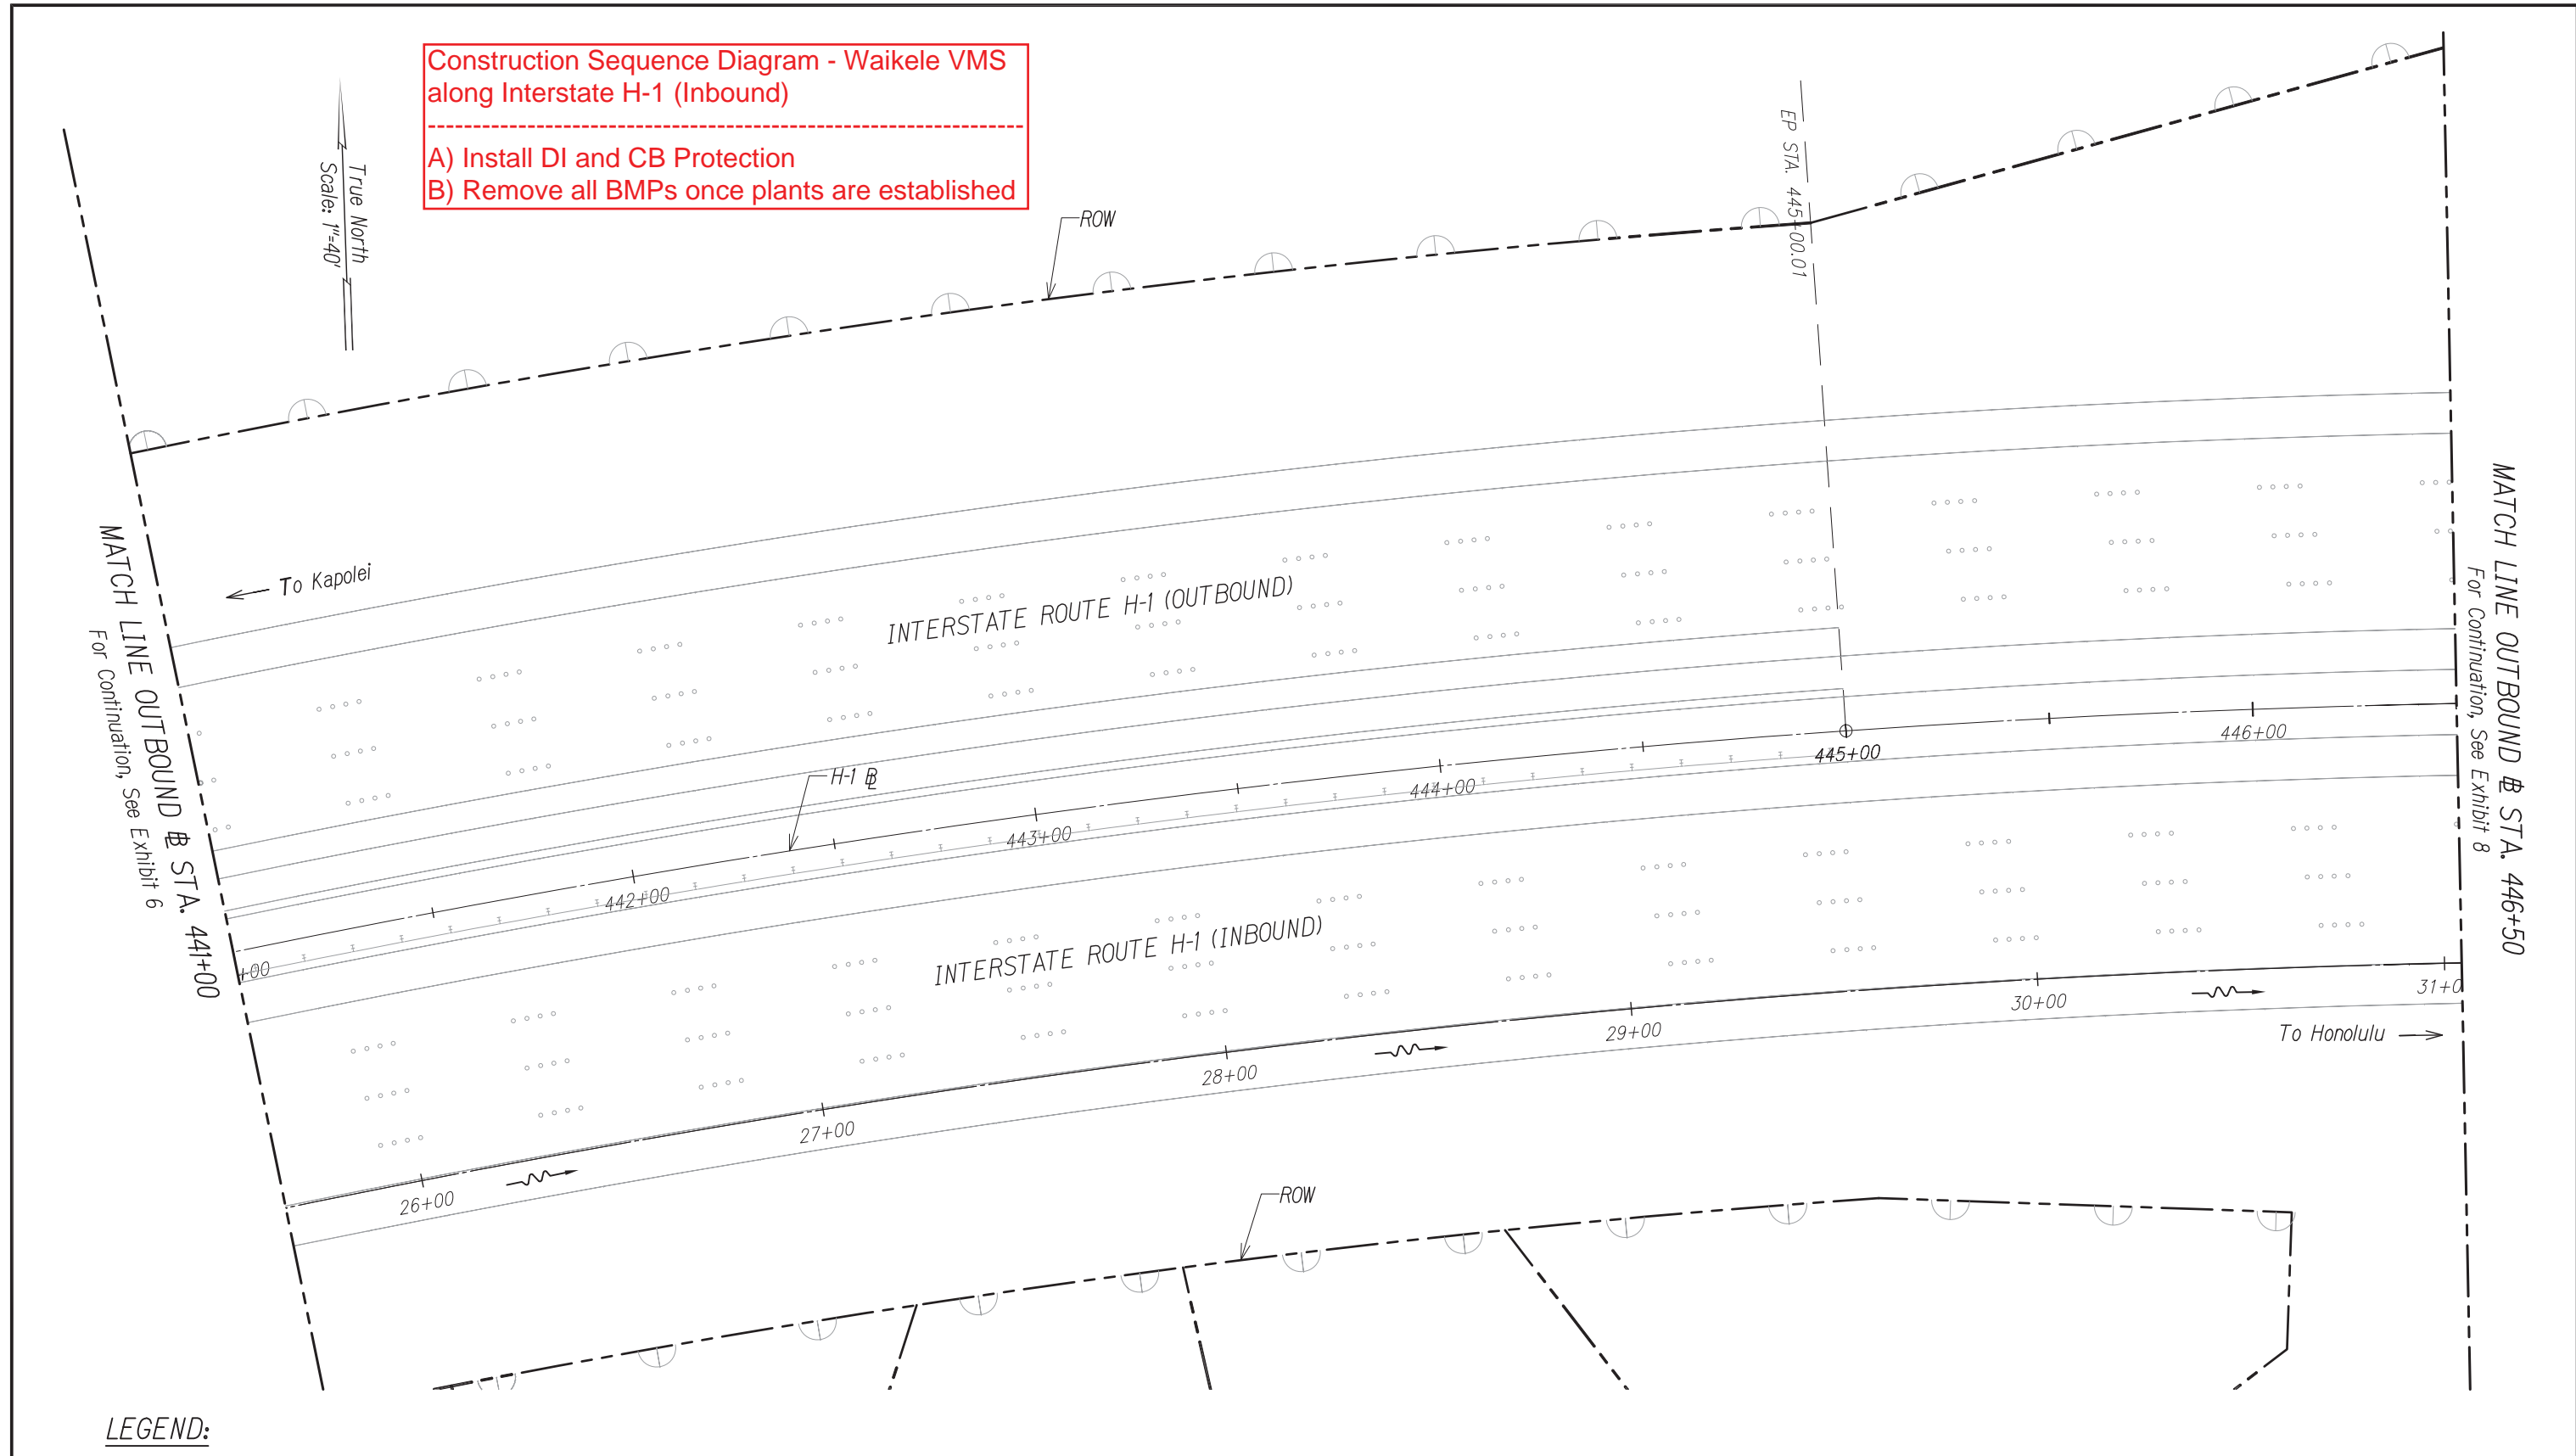 Construction Sequence Diagram - Waikele VMS
along Interstate H-1 (Inbound)
--------------------------------------------------------------------
A) Install DI and CB Protection
B) Remove all BMPs once plants are established
True North
Scale: 1"=40'
ROW
EP STA. 445+00.01
MATCH LINE OUTBOUND ⅊ STA. 441+00
For Continuation, See Exhibit 6
To Kapolei
INTERSTATE ROUTE H-1 (OUTBOUND)
H-1 ⅊
+00
442+00
443+00
444+00
445+00
446+00
INTERSTATE ROUTE H-1 (INBOUND)
26+00
27+00
28+00
29+00
30+00
31+0
To Honolulu
ROW
MATCH LINE OUTBOUND ⅊ STA. 446+50
For Continuation, See Exhibit 8
LEGEND: